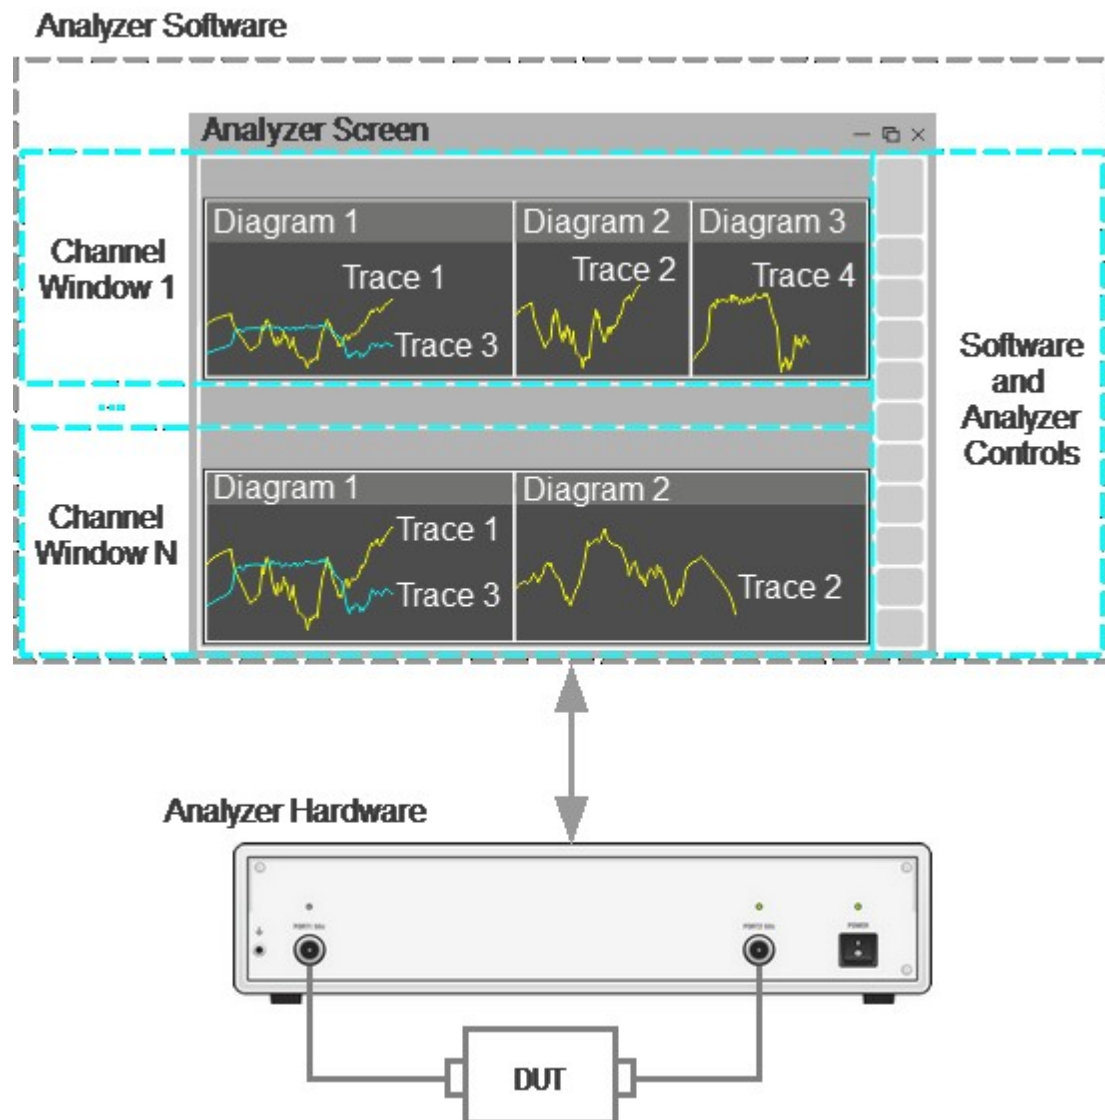 Analyzer Software
Analyzer Screen
Channel
Window 1
Diagram 1
Trace 1
Trace 3
Diagram 2
Trace 2
Diagram 3
Trace 4
Software
and
Analyzer
Controls
...
Channel
Window N
Diagram 1
Trace 1
Trace 3
Diagram 2
Trace 2
Analyzer Hardware
POWER
DUT